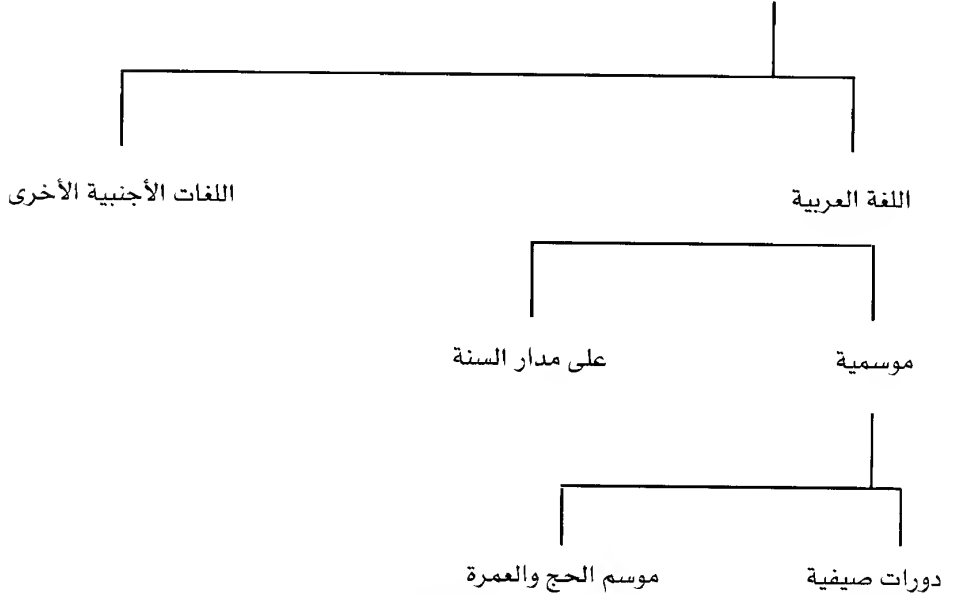 اللغة العربية
اللغات الأجنبية الأخرى
موسمية
على مدار السنة
دورات صيفية
موسم الحج والعمرة